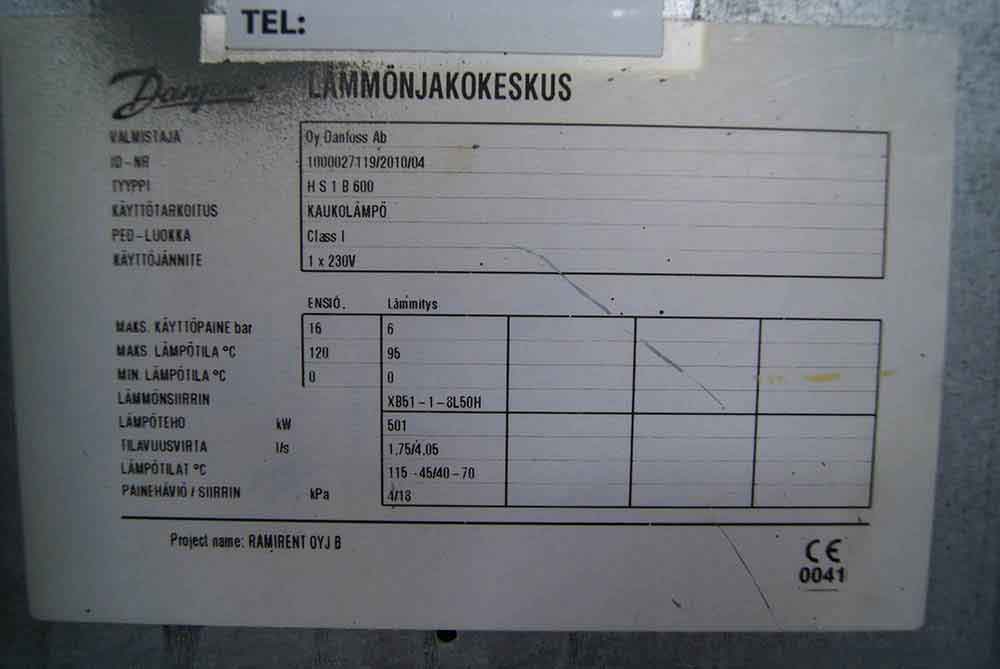 TEL:
Danfoss LÄMMÖNJAKOKESKUS
VALMISTAJA Oy Danfoss Ab
ID-NR 1000027119/2010/04
TYYPPI HS 1 B 600
KÄYTTÖTARKOITUS KAUKOLÄMPÖ
PED-LUOKKA Class I
KÄYTTÖJÄNNITE 1 x 230V
ENSIÖ. Lämmitys
MAKS. KÄYTTÖPAINE bar 16 6
MAKS. LÄMPÖTILA °C 120 95
MIN. LÄMPÖTILA °C 0 0
LÄMMÖNSIIRRIN XB61-1-8L50H
LÄMPÖTEHO kW 501
TILAVUUSVIRTA l/s 1.75/4.05
LÄMPÖTILAT °C 115-45/40-70
PAINEHÄVIÖ / SIIRRIN kPa 4/18
Project name: RAMIRENT OYJ B
CE
0041